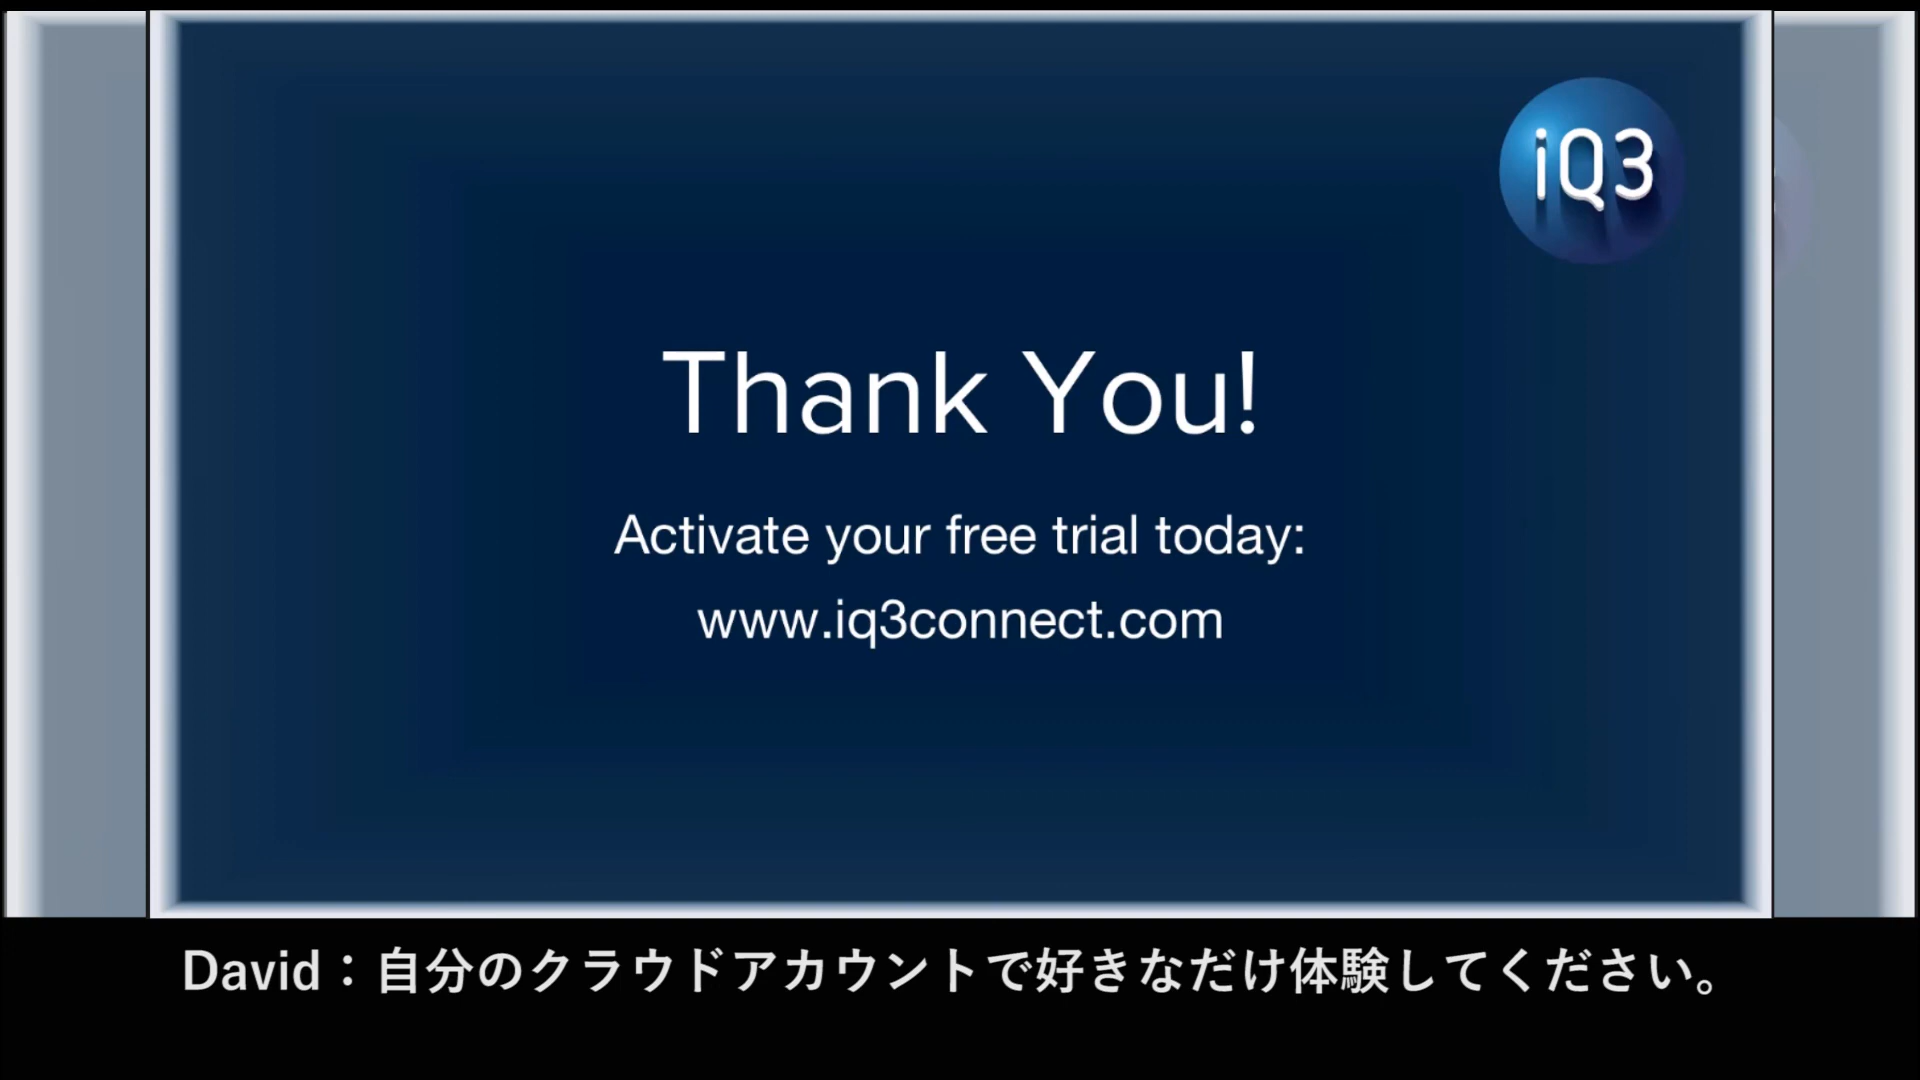 iQ3
Thank You!
Activate your free trial today:
www.iq3connect.com
David：自分のクラウドアカウントで好きなだけ体験してください。